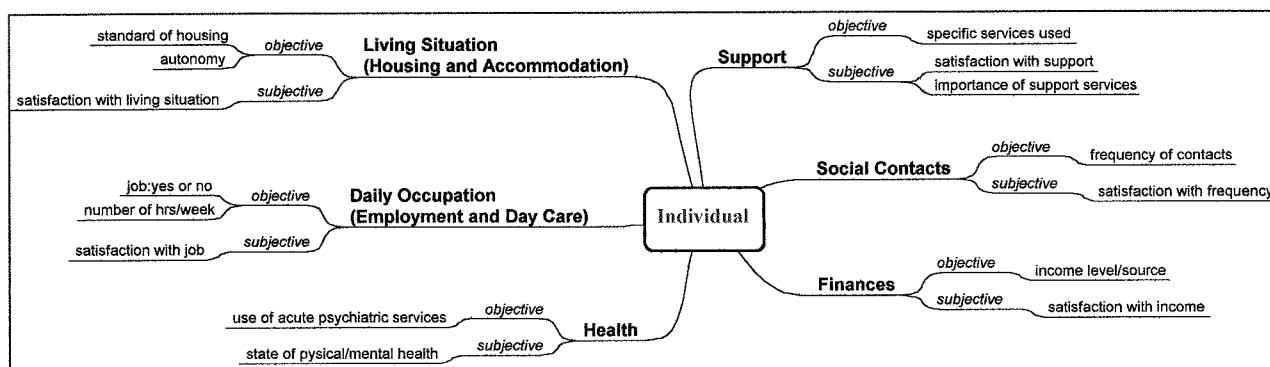 standard of housing
autonomy
objective
satisfaction with living situation
subjective
Living Situation
(Housing and Accommodation)
Support
objective
specific services used
subjective
satisfaction with support
importance of support services
Social Contacts
objective
frequency of contacts
subjective
satisfaction with frequency
job:yes or no
number of hrs/week
objective
satisfaction with job
subjective
Daily Occupation
(Employment and Day Care)
Individual
Finances
objective
income level/source
subjective
satisfaction with income
use of acute psychiatric services
objective
state of pysical/mental health
subjective
Health